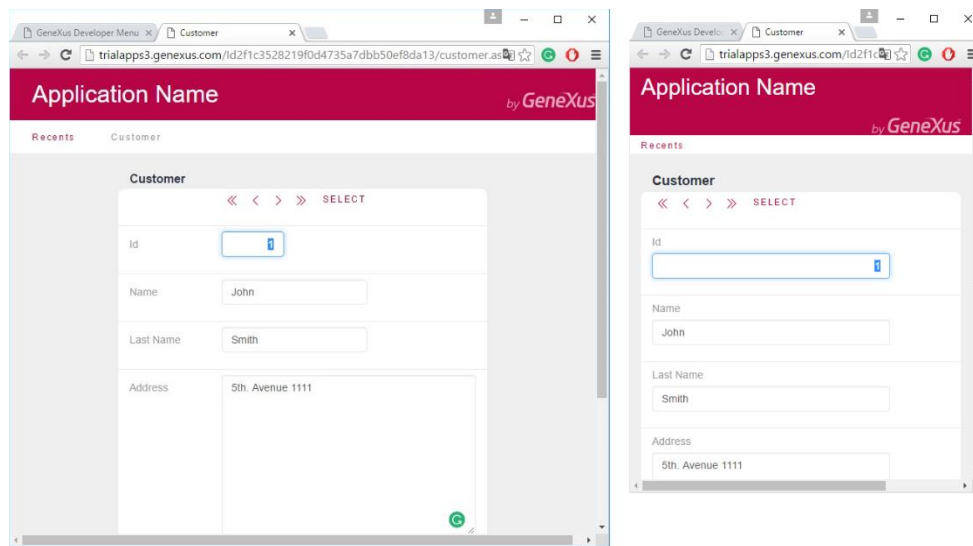 GeneXus Developer Menu
Customer
trialapps3.genexus.com/Id2f1c3528219f0d4735a7dbb50ef8da13/customer.as
Application Name
by GeneXus
Recents Customer
Customer
SELECT
Id 1
Name John
Last Name Smith
Address 5th. Avenue 1111
GeneXus Develo
Customer
trialapps3.genexus.com/Id2f1c
Application Name
by GeneXus
Recents
Customer
SELECT
Id
1
Name
John
Last Name
Smith
Address
5th. Avenue 1111